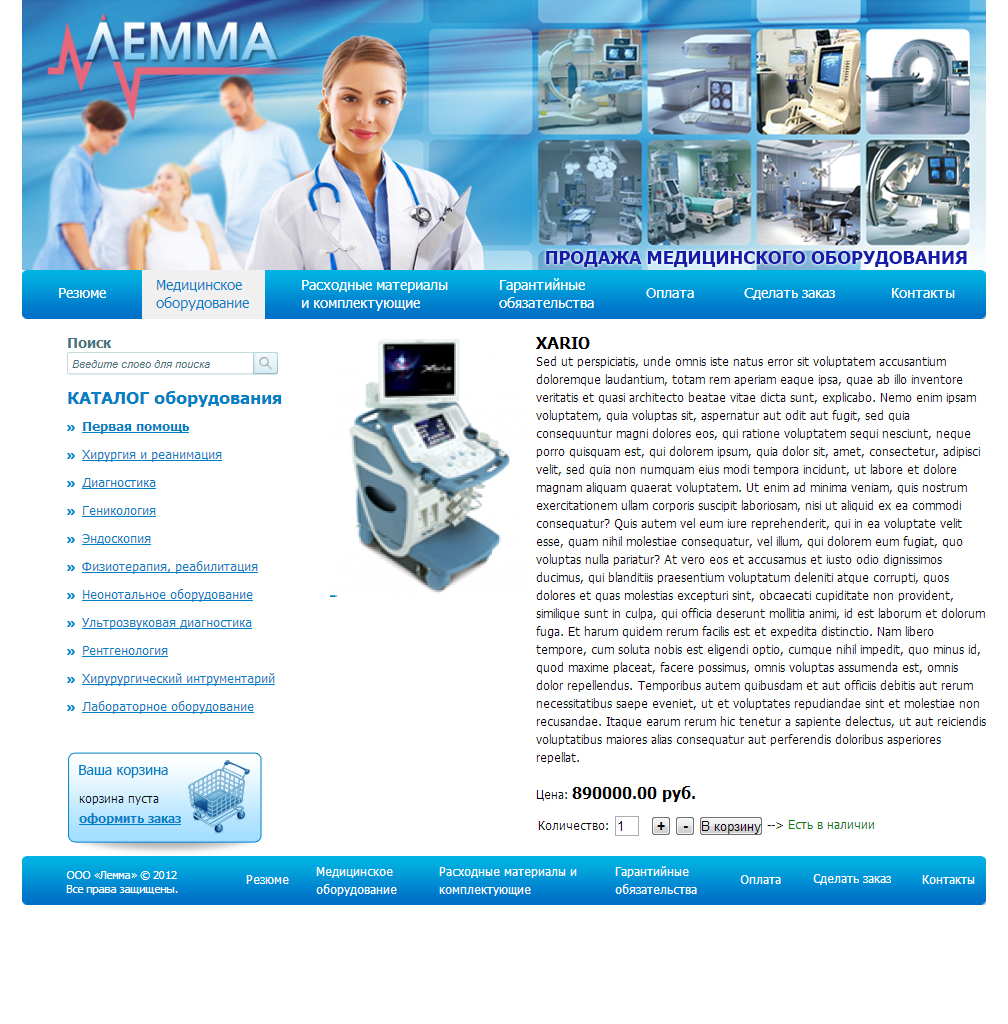 ЛЕММА
ПРОДАЖА МЕДИЦИНСКОГО ОБОРУДОВАНИЯ
Резюме
Медицинское
оборудование
Расходные материалы
и комплектующие
Гарантийные
обязательства
Оплата
Сделать заказ
Контакты
Поиск
Введите слово для поиска
КАТАЛОГ оборудования
» Первая помощь
» Хирургия и реанимация
» Диагностика
» Геникология
» Эндоскопия
» Физиотерапия, реабилитация
» Неонотальное оборудование
» Ультрозвуковая диагностика
» Рентгенология
» Хирурургический интрументарий
» Лабораторное оборудование
Ваша корзина
корзина пуста
оформить заказ
XARIO
Sed ut perspiciatis, unde omnis iste natus error sit voluptatem accusantium
doloremque laudantium, totam rem aperiam eaque ipsa, quae ab illo inventore
veritatis et quasi architecto beatae vitae dicta sunt, explicabo. Nemo enim ipsam
voluptatem, quia voluptas sit, aspernatur aut odit aut fugit, sed quia
consequuntur magni dolores eos, qui ratione voluptatem sequi nesciunt, neque
porro quisquam est, qui dolorem ipsum, quia dolor sit, amet, consectetur, adipisci
velit, sed quia non numquam eius modi tempora incidunt, ut labore et dolore
magnam aliquam quaerat voluptatem. Ut enim ad minima veniam, quis nostrum
exercitationem ullam corporis suscipit laboriosam, nisi ut aliquid ex ea commodi
consequatur? Quis autem vel eum iure reprehenderit, qui in ea voluptate velit
esse, quam nihil molestiae consequatur, vel illum, qui dolorem eum fugiat, quo
voluptas nulla pariatur? At vero eos et accusamus et iusto odio dignissimos
ducimus, qui blanditiis praesentium voluptatum deleniti atque corrupti, quos
dolores et quas molestias excepturi sint, obcaecati cupiditate non provident,
similique sunt in culpa, qui officia deserunt mollitia animi, id est laborum et dolorum
fuga. Et harum quidem rerum facilis est et expedita distinctio. Nam libero
tempore, cum soluta nobis est eligendi optio, cumque nihil impedit, quo minus id,
quod maxime placeat, facere possimus, omnis voluptas assumenda est, omnis
dolor repellendus. Temporibus autem quibusdam et aut officiis debitis aut rerum
necessitatibus saepe eveniet, ut et voluptates repudiandae sint et molestiae non
recusandae. Itaque earum rerum hic tenetur a sapiente delectus, ut aut reiciendis
voluptatibus maiores alias consequatur aut perferendis doloribus asperiores
repellat.
Цена: 890000.00 руб.
Количество: 1 + - В корзину --> Есть в наличии
ООО «Лемма» © 2012
Все права защищены.
Резюме
Медицинское
оборудование
Расходные материалы и
комплектующие
Гарантийные
обязательства
Оплата
Сделать заказ
Контакты